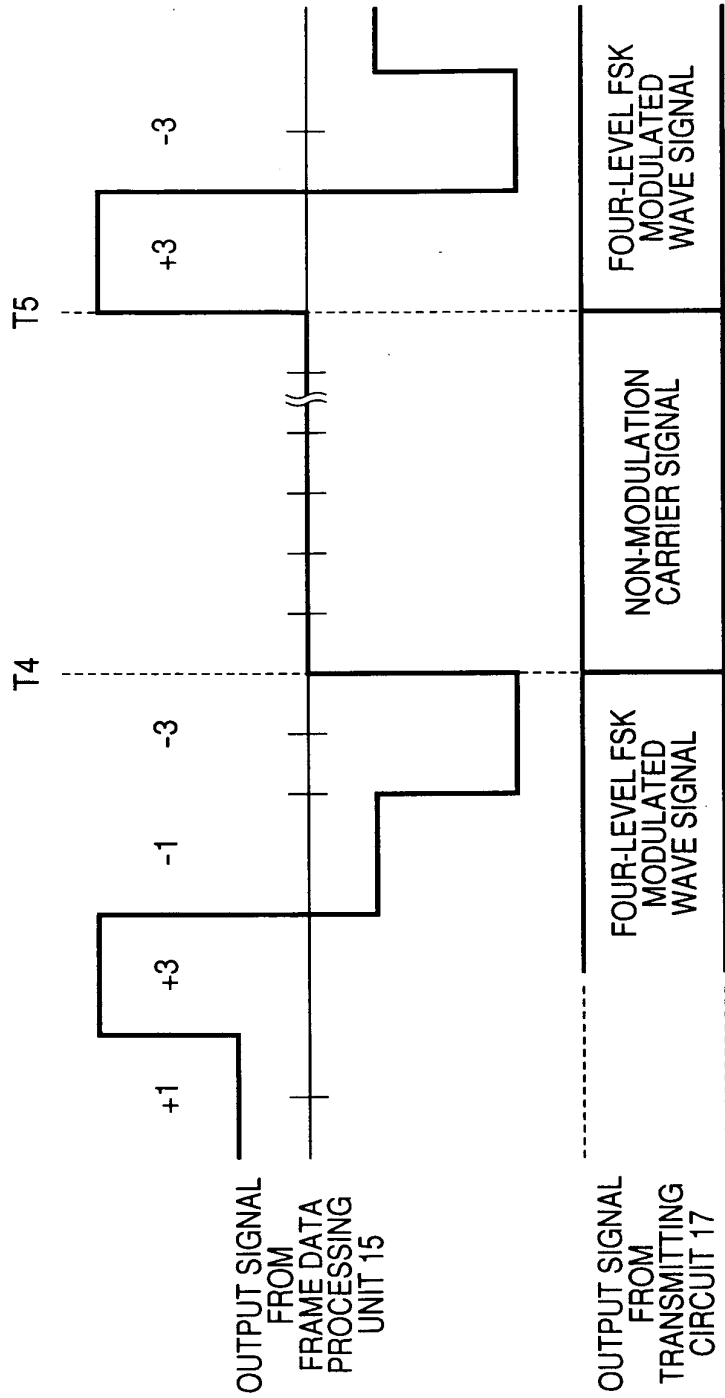 T4
T5
+1
+3
-1
-3
+3
-3
OUTPUT SIGNAL
FROM
FRAME DATA
PROCESSING
UNIT 15
OUTPUT SIGNAL
FROM
TRANSMITTING
CIRCUIT 17
FOUR-LEVEL FSK
MODULATED
WAVE SIGNAL
NON-MODULATION
CARRIER SIGNAL
FOUR-LEVEL FSK
MODULATED
WAVE SIGNAL